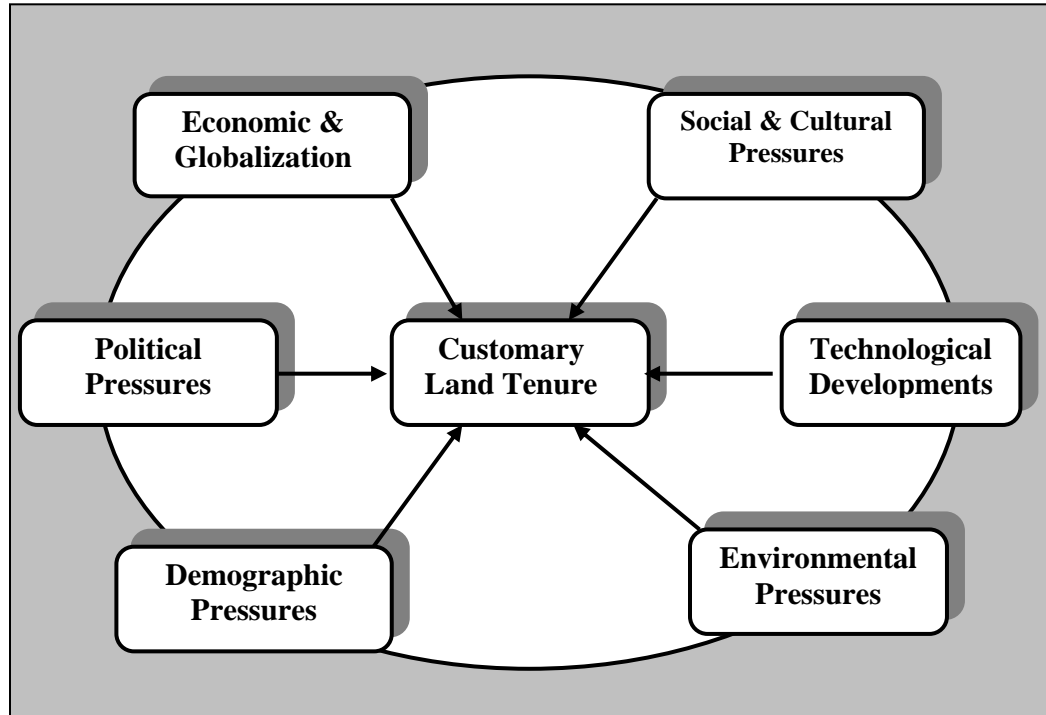 Economic &
Globalization
Social & Cultural
Pressures
Political
Pressures
Customary
Land Tenure
Technological
Developments
Demographic
Pressures
Environmental
Pressures